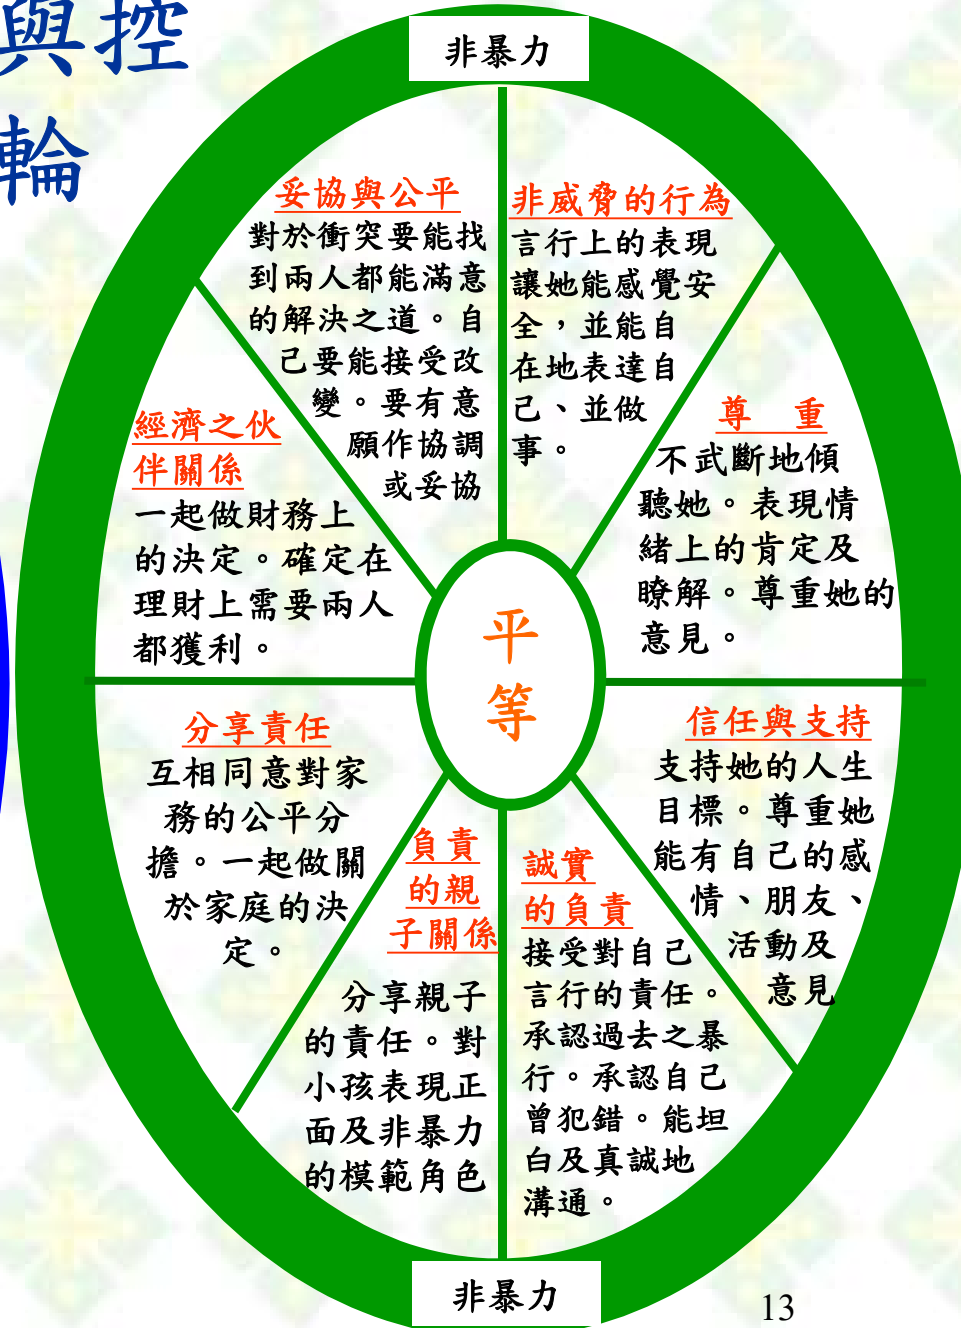 與控
輪
非暴力
妥協與公平
對於衝突要能找
到兩人都能滿意
的解決之道。自
己要能接受改
變。要有意
願作協調
或妥協
非威脅的行為
言行上的表現
讓她能感覺安
全，並能自
在地表達自
己、並做
事。
經濟之伙
伴關係
一起做財務上
的決定。確定在
理財上需要兩人
都獲利。
尊 重
不武斷地傾
聽她。表現情
緒上的肯定及
瞭解。尊重她的
意見。
平
等
分享責任
互相同意對家
務的公平分
擔。一起做關
於家庭的決
定。
信任與支持
支持她的人生
目標。尊重她
能有自己的感
情、朋友、
活動及
意見
負責
的親
子關係
分享親子
的責任。對
小孩表現正
面及非暴力
的模範角色
誠實
的負責
接受對自己
言行的責任。
承認過去之暴
行。承認自己
曾犯錯。能坦
白及真誠地
溝通。
非暴力
13